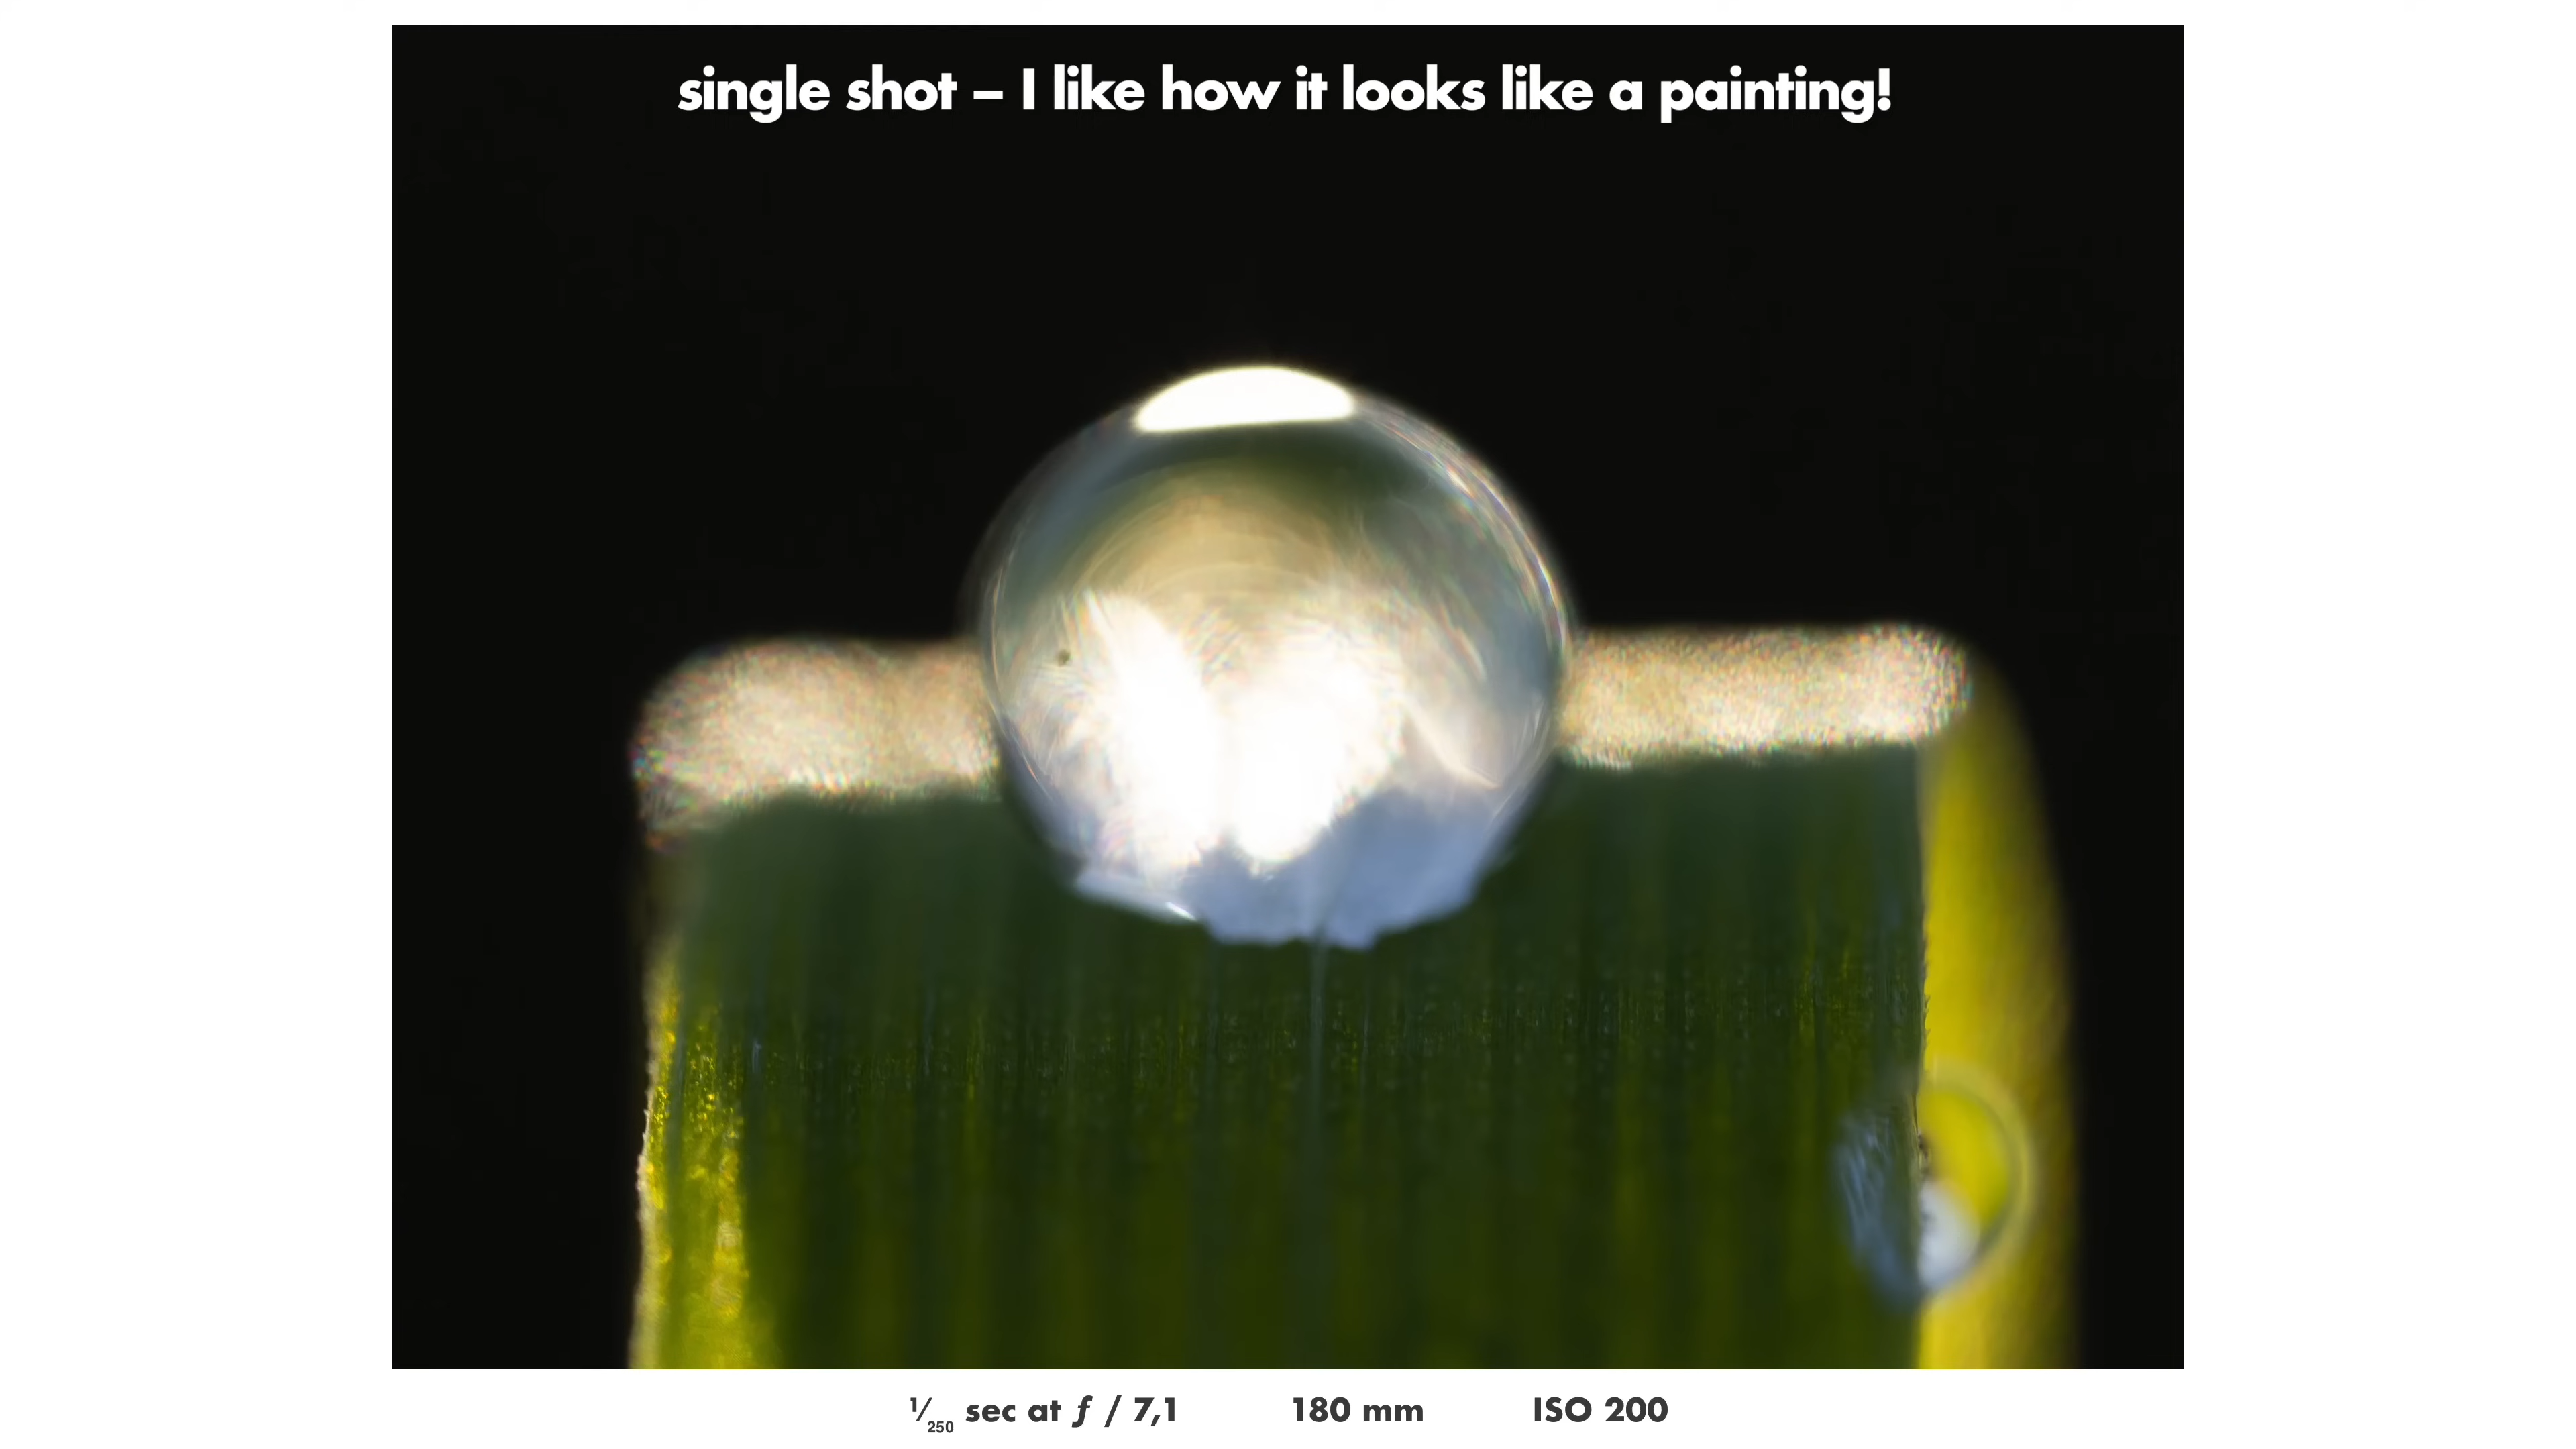 single shot – I like how it looks like a painting!
1/250 sec at ƒ / 7,1 180 mm ISO 200